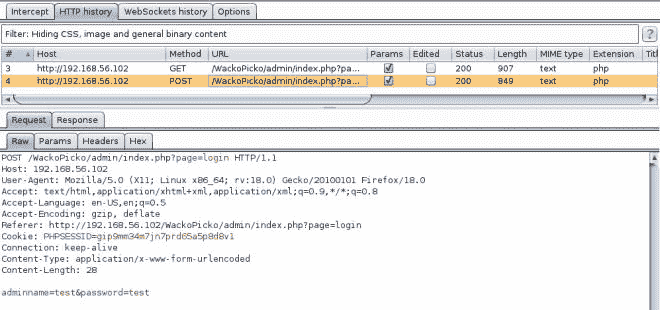 Intercept HTTP history WebSockets history Options
Filter: Hiding CSS, image and general binary content ?
# Host Method URL Params Edited Status Length MIME type Extension Titl
3 http://192.168.56.102 GET /WackoPicko/admin/index.php?pa... 200 907 text php
4 http://192.168.56.102 POST /WackoPicko/admin/index.php?pa... 200 849 text php
Request Response
Raw Params Headers Hex
POST /WackoPicko/admin/index.php?page=login HTTP/1.1
Host: 192.168.56.102
User-Agent: Mozilla/5.0 (X11; Linux x86_64; rv:18.0) Gecko/20100101 Firefox/18.0
Accept: text/html,application/xhtml+xml,application/xml;q=0.9,*/*;q=0.8
Accept-Language: en-US,en;q=0.5
Accept-Encoding: gzip, deflate
Referer: http://192.168.56.102/WackoPicko/admin/index.php?page=login
Cookie: PHPSESSID=gip9mm34m7jn7prd65a5p8d8v1
Connection: keep-alive
Content-Type: application/x-www-form-urlencoded
Content-Length: 28
adminname=test&password=test